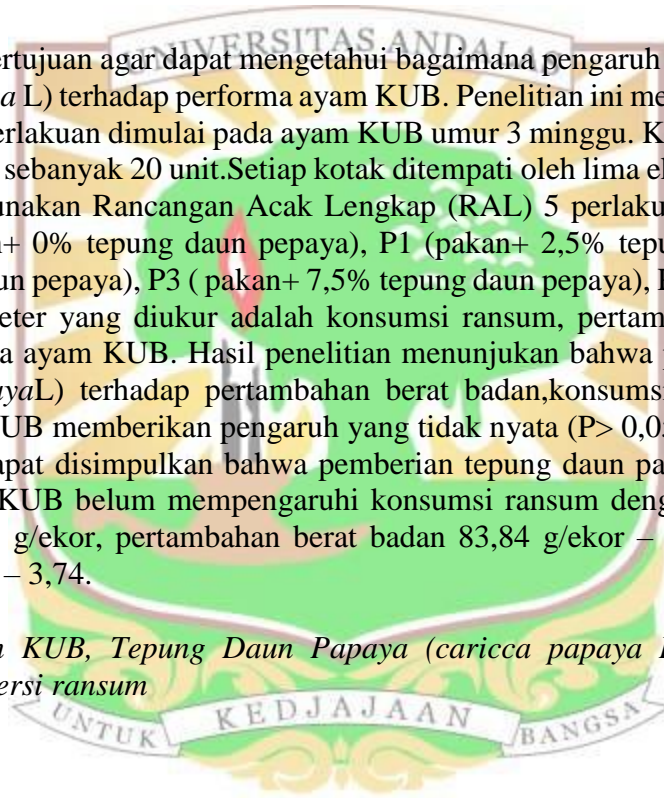 UNIVERSITAS ANDALAS
ertujuan agar dapat mengetahui bagaimana pengaruh
a L) terhadap performa ayam KUB. Penelitian ini me
erlakuan dimulai pada ayam KUB umur 3 minggu. K
sebanyak 20 unit.Setiap kotak ditempati oleh lima el
unakan Rancangan Acak Lengkap (RAL) 5 perlaku
+ 0% tepung daun pepaya), P1 (pakan+ 2,5% tepu
un pepaya), P3 ( pakan+ 7,5% tepung daun pepaya), P
eter yang diukur adalah konsumsi ransum, pertam
a ayam KUB. Hasil penelitian menunjukan bahwa p
yaL) terhadap pertambahan berat badan,konsumsi
UB memberikan pengaruh yang tidak nyata (P> 0,05
apat disimpulkan bahwa pemberian tepung daun pa
KUB belum mempengaruhi konsumsi ransum deng
g/ekor, pertambahan berat badan 83,84 g/ekor –
– 3,74.
n KUB, Tepung Daun Papaya (caricca papaya
ersi ransum
UNTUK KEDJAJAAN BANGSA